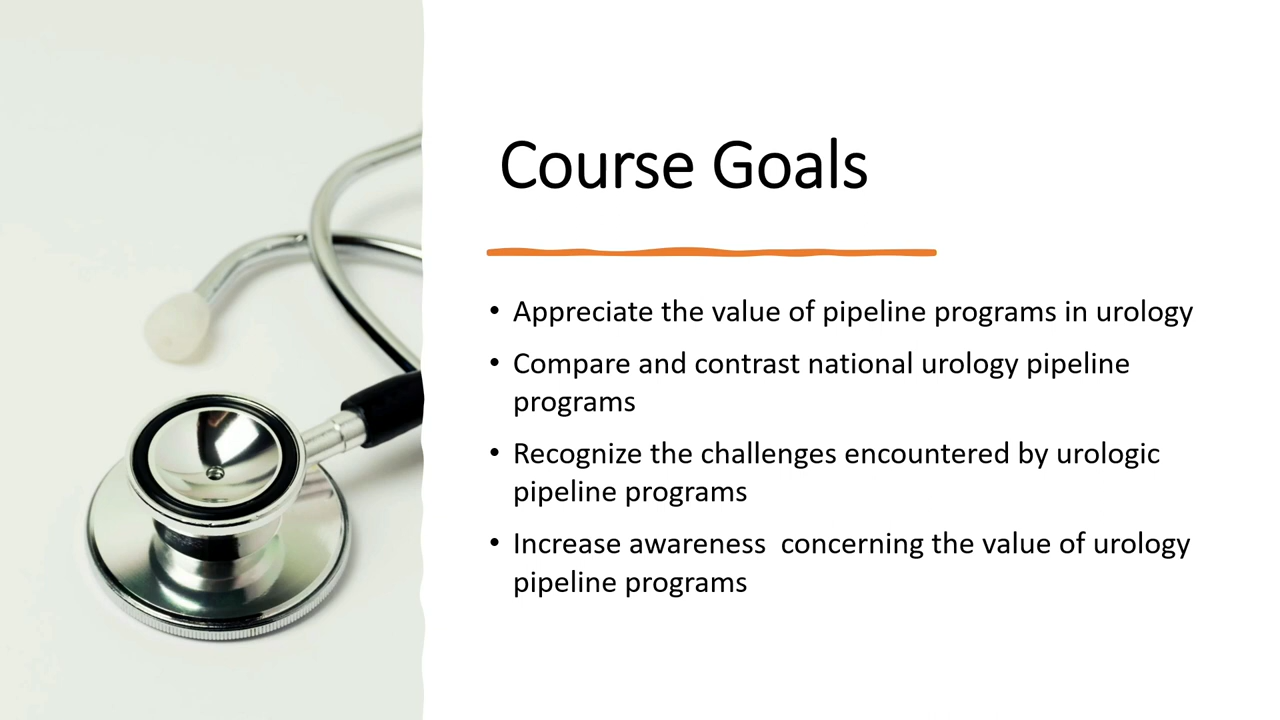 Course Goals
• Appreciate the value of pipeline programs in urology
• Compare and contrast national urology pipeline
programs
• Recognize the challenges encountered by urologic
pipeline programs
• Increase awareness  concerning the value of urology
pipeline programs